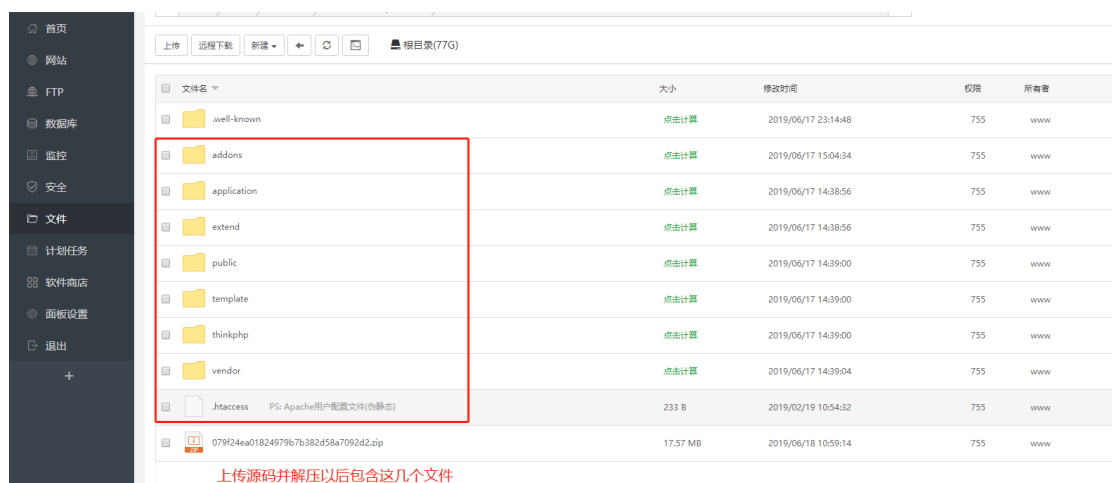 首页
网站
FTP
数据库
监控
安全
文件
计划任务
软件商店
面板设置
退出
+
上传 远程下载 新建 根目录(77G)
文件名 大小 修改时间 权限 所有者
.well-known 点击计算 2019/06/17 23:14:48 755 www
addons 点击计算 2019/06/17 15:04:34 755 www
application 点击计算 2019/06/17 14:38:56 755 www
extend 点击计算 2019/06/17 14:38:56 755 www
public 点击计算 2019/06/17 14:39:00 755 www
template 点击计算 2019/06/17 14:39:00 755 www
thinkphp 点击计算 2019/06/17 14:39:00 755 www
vendor 点击计算 2019/06/17 14:39:04 755 www
.htaccess PS: Apache用户配置文件(伪静态) 233 B 2019/02/19 10:54:32 755 www
ZIP 079f24ea01824979b7b382d58a7092d2.zip 17.57 MB 2019/06/18 10:59:14 755 www
上传源码并解压以后包含这几个文件